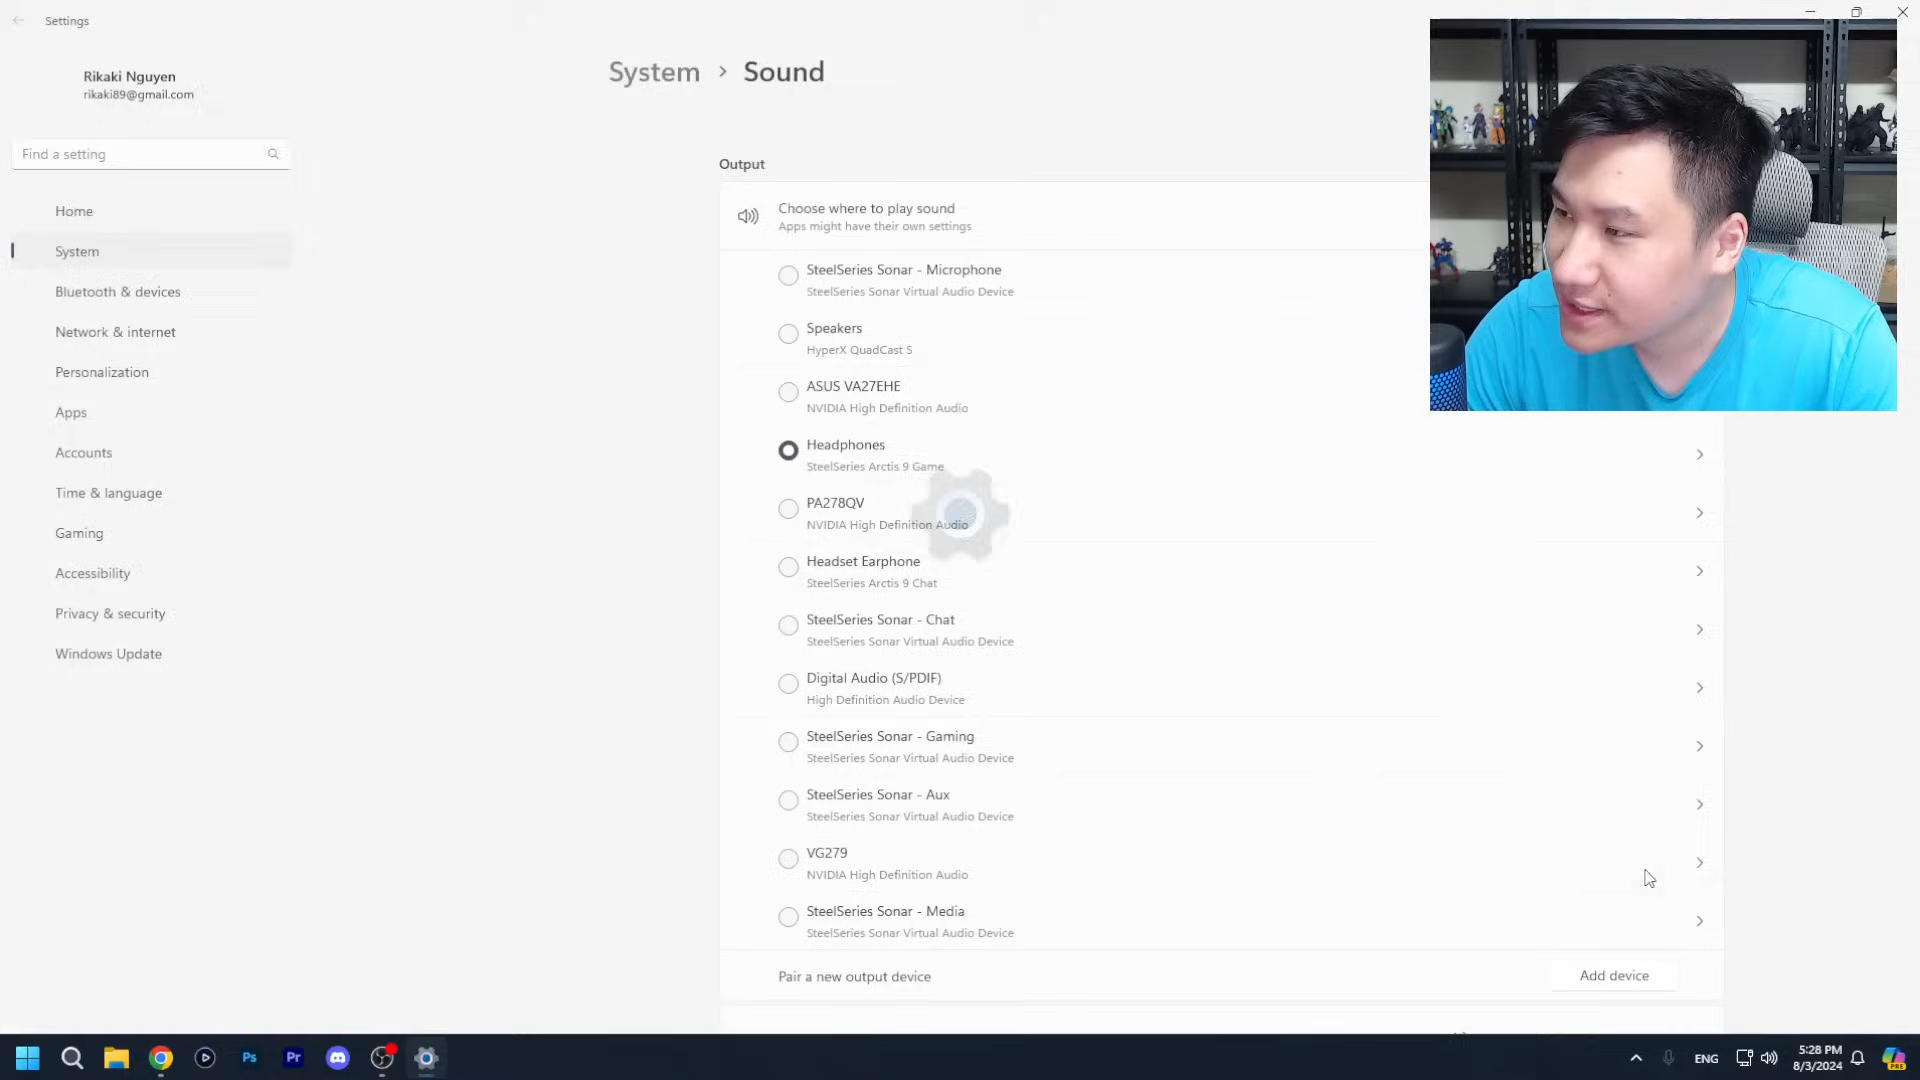 Settings
Rikaki Nguyen
rikaki89@gmail.com
Find a setting
Home
System
Bluetooth & devices
Network & internet
Personalization
Apps
Accounts
Time & language
Gaming
Accessibility
Privacy & security
Windows Update
System > Sound
Output
Choose where to play sound
Apps might have their own settings
SteelSeries Sonar - Microphone
SteelSeries Sonar Virtual Audio Device
Speakers
HyperX QuadCast S
ASUS VA27EHE
NVIDIA High Definition Audio
Headphones
SteelSeries Arctis 9 Game
PA278QV
NVIDIA High Definition Audio
Headset Earphone
SteelSeries Arctis 9 Chat
SteelSeries Sonar - Chat
SteelSeries Sonar Virtual Audio Device
Digital Audio (S/PDIF)
High Definition Audio Device
SteelSeries Sonar - Gaming
SteelSeries Sonar Virtual Audio Device
SteelSeries Sonar - Aux
SteelSeries Sonar Virtual Audio Device
VG279
NVIDIA High Definition Audio
SteelSeries Sonar - Media
SteelSeries Sonar Virtual Audio Device
Pair a new output device
Add device
Ps
Pr
ENG
5:28 PM
8/3/2024
PRE